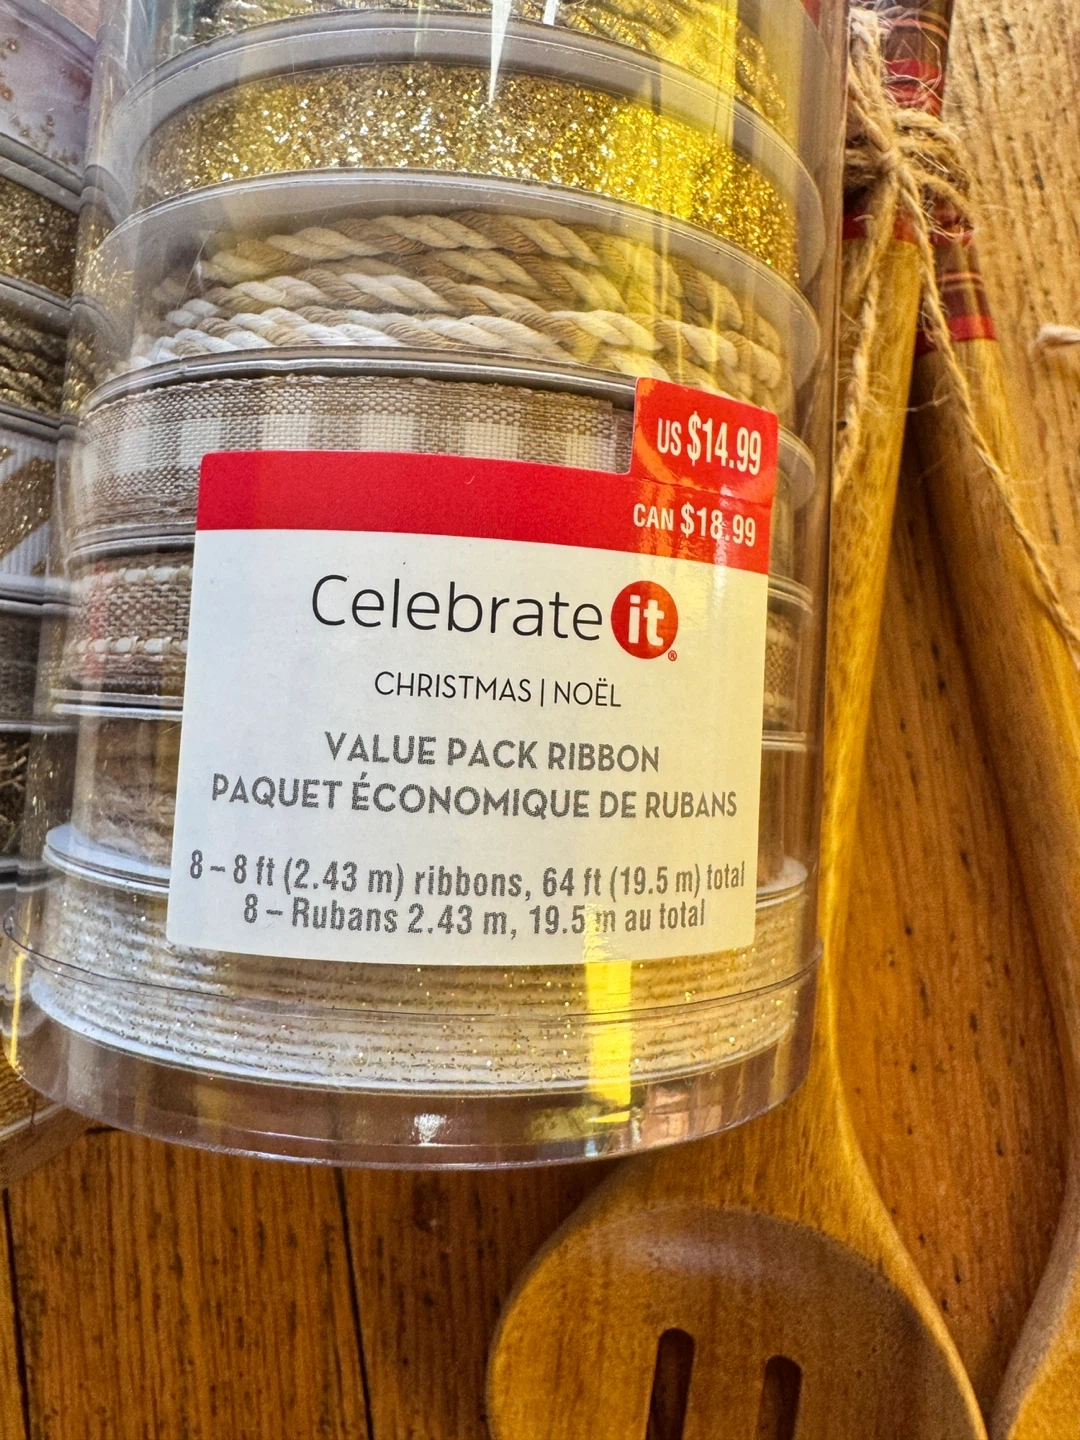 US $14.99
CAN $18.99
Celebrate it®
CHRISTMAS | NOËL
VALUE PACK RIBBON
PAQUET ÉCONOMIQUE DE RUBANS
8 – 8 ft (2.43 m) ribbons, 64 ft (19.5 m) total
8 – Rubans 2.43 m, 19.5 m au total